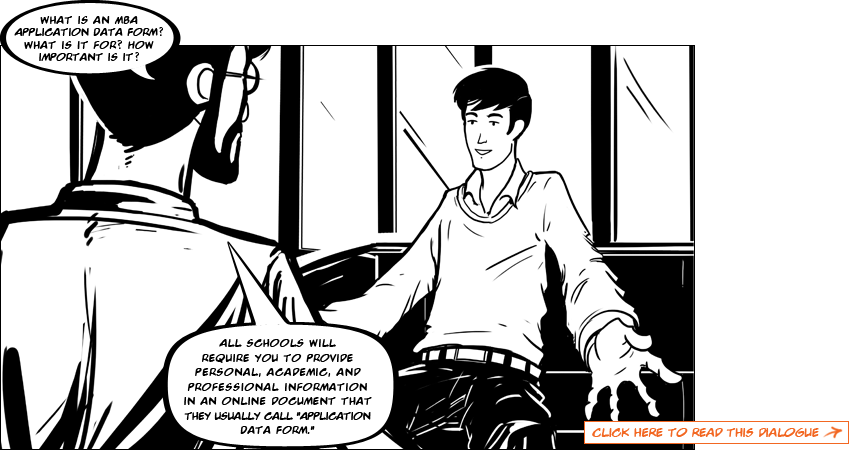 WHAT IS AN MBA
APPLICATION DATA FORM?
WHAT IS IT FOR? HOW
IMPORTANT IS IT?
ALL SCHOOLS WILL
REQUIRE YOU TO PROVIDE
PERSONAL, ACADEMIC, AND
PROFESSIONAL INFORMATION
IN AN ONLINE DOCUMENT THAT
THEY USUALLY CALL "APPLICATION
DATA FORM."
CLICK HERE TO READ THIS DIALOGUE